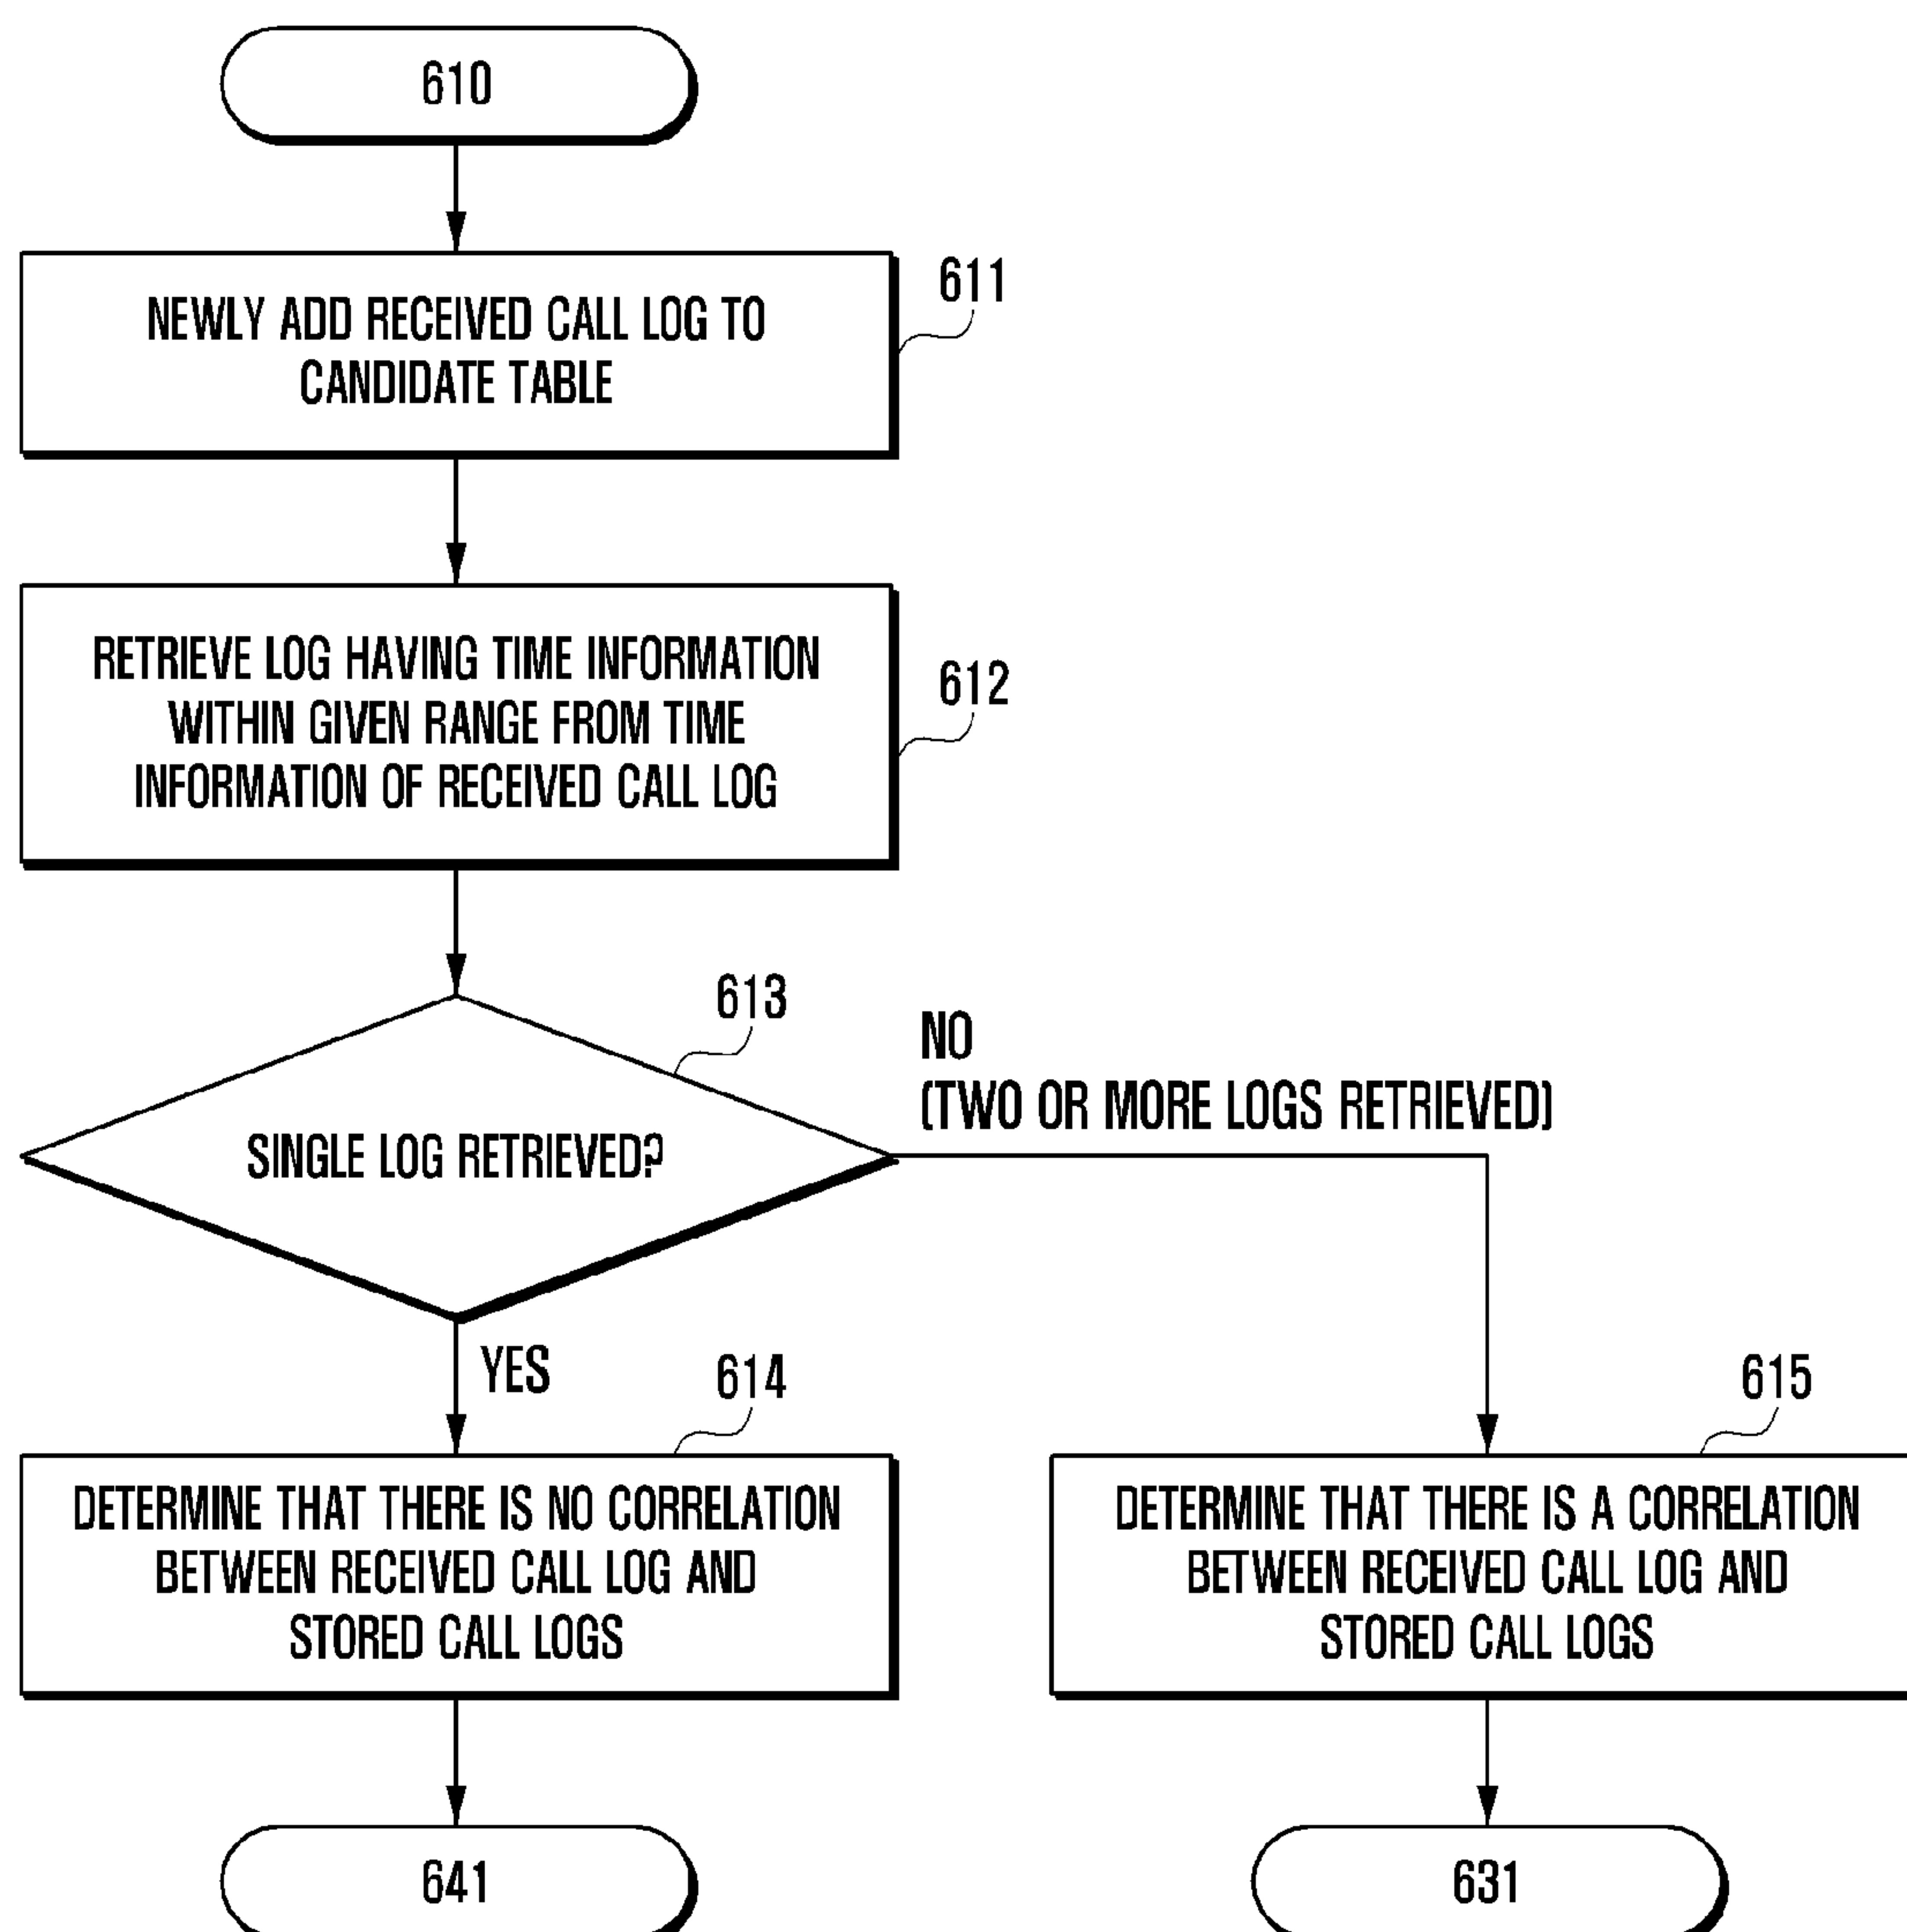 610
611
NEWLY ADD RECEIVED CALL LOG TO
CANDIDATE TABLE
612
RETRIEVE LOG HAVING TIME INFORMATION
WITHIN GIVEN RANGE FROM TIME
INFORMATION OF RECEIVED CALL LOG
613
NO
(TWO OR MORE LOGS RETRIEVED)
SINGLE LOG RETRIEVED?
YES
614
615
DETERMINE THAT THERE IS NO CORRELATION
BETWEEN RECEIVED CALL LOG AND
STORED CALL LOGS
DETERMINE THAT THERE IS A CORRELATION
BETWEEN RECEIVED CALL LOG AND
STORED CALL LOGS
641
631